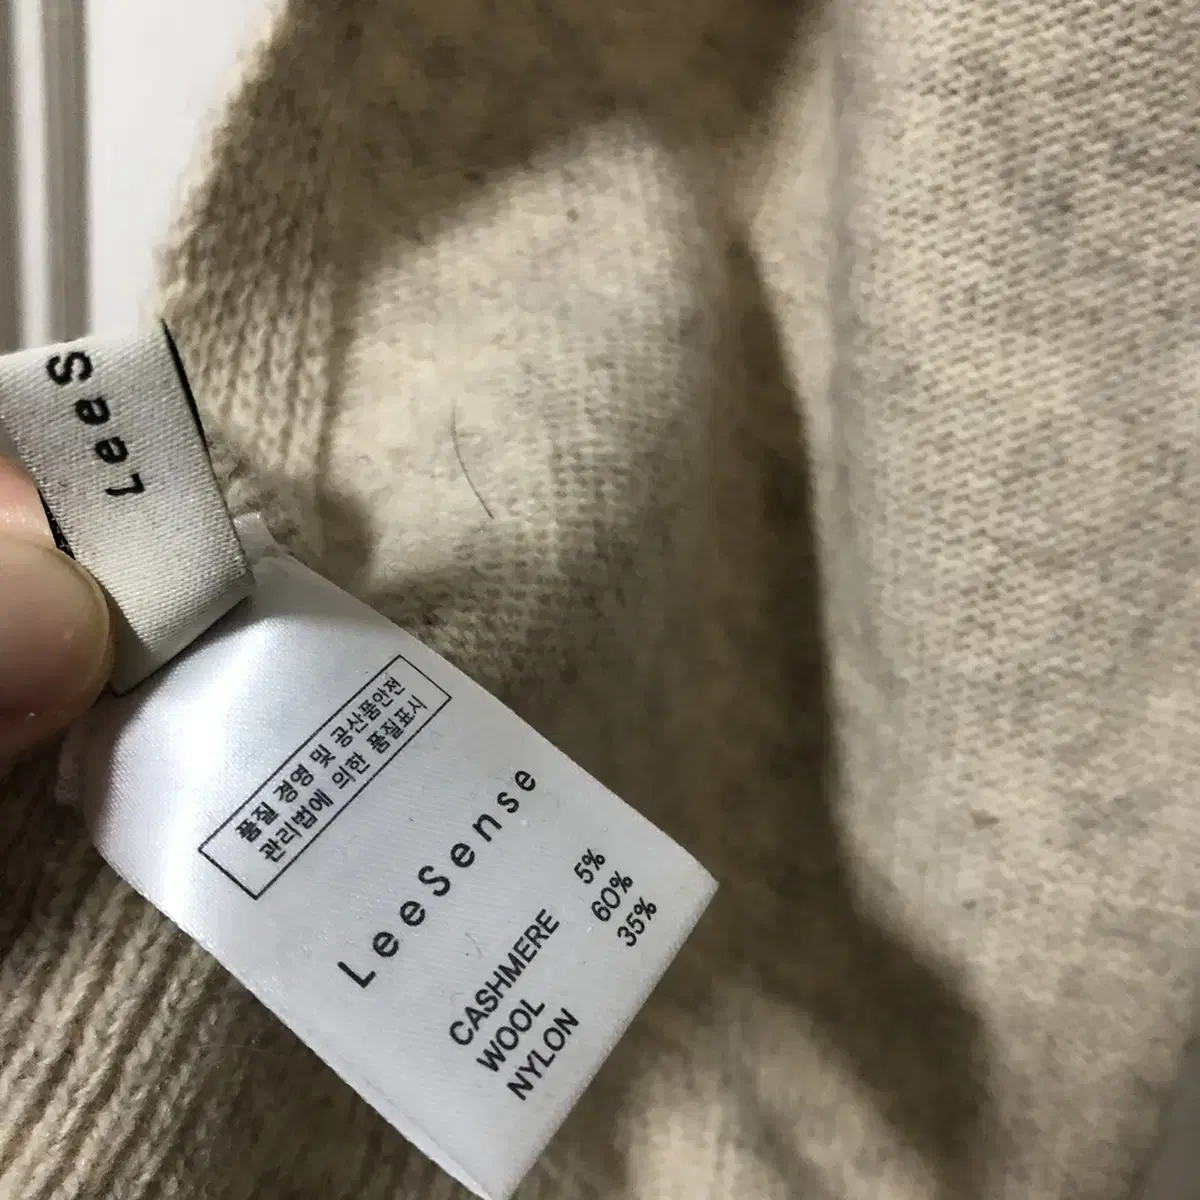 LeeS
품질 경영 및 공산품안전
관리법에 의한 품질표시
LeeSense
CASHMERE 5%
WOOL 60%
NYLON 35%